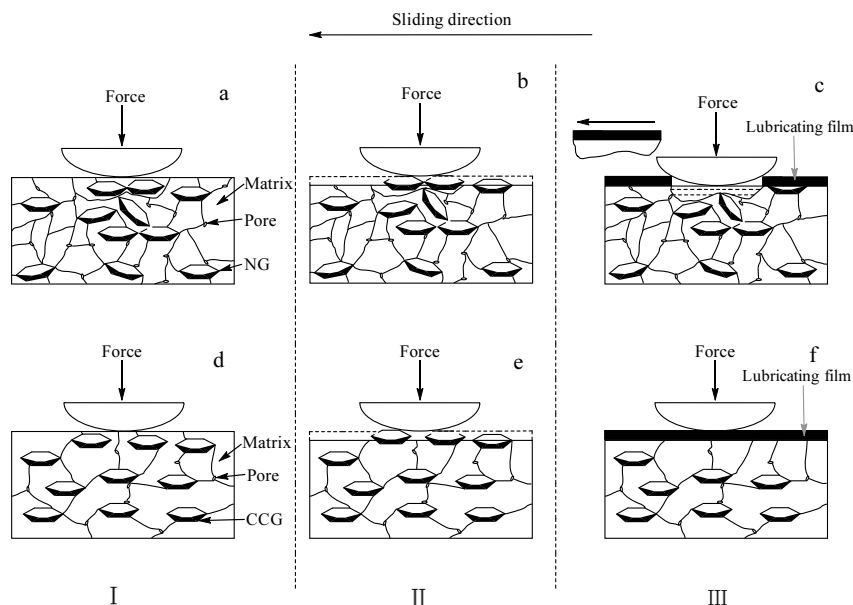 Sliding direction
a
Force
Matrix
Pore
NG
b
Force
c
Force
Lubricating film
d
Force
Matrix
Pore
CCG
e
Force
f
Force
Lubricating film
I
II
III